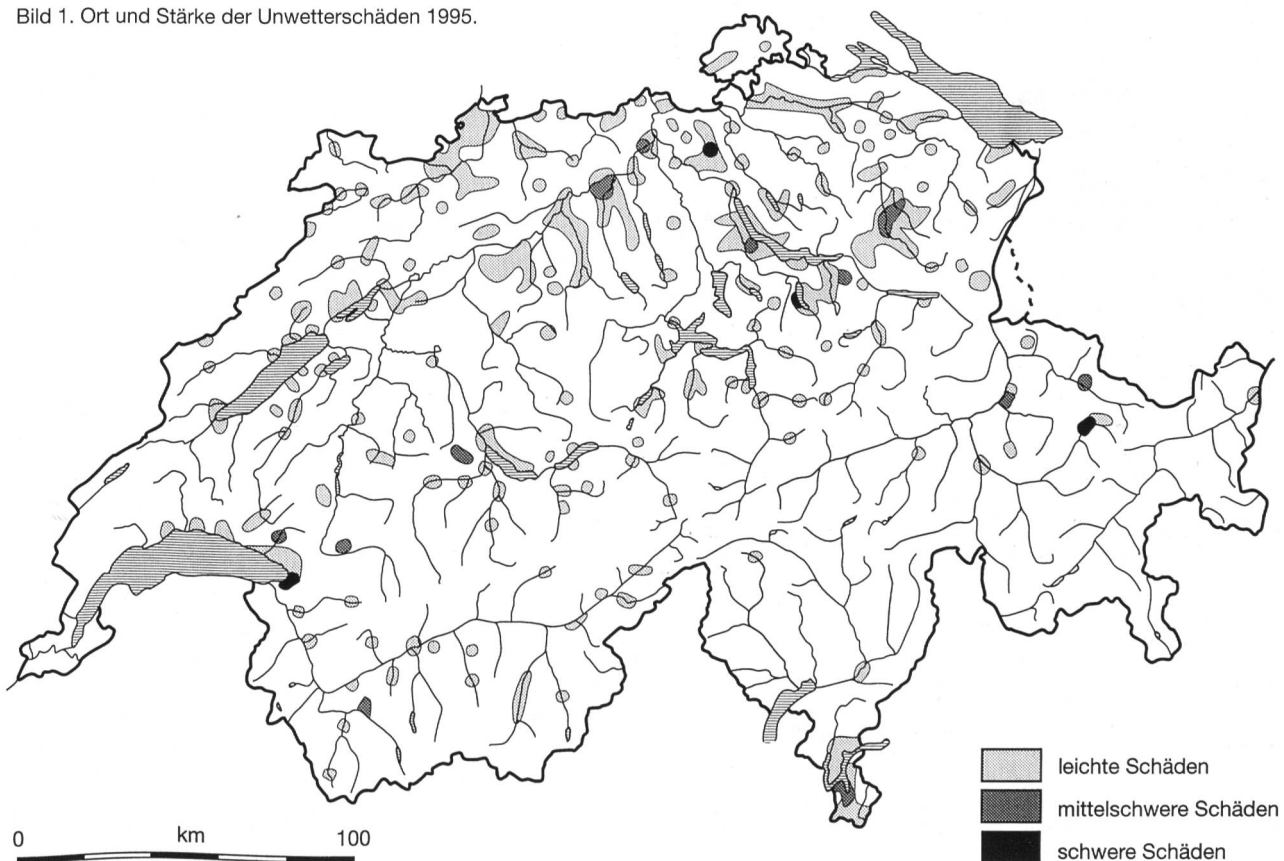 Bild 1. Ort und Stärke der Unwetterschäden 1995.
leichte Schäden
mittelschwere Schäden
schwere Schäden
0 km 100